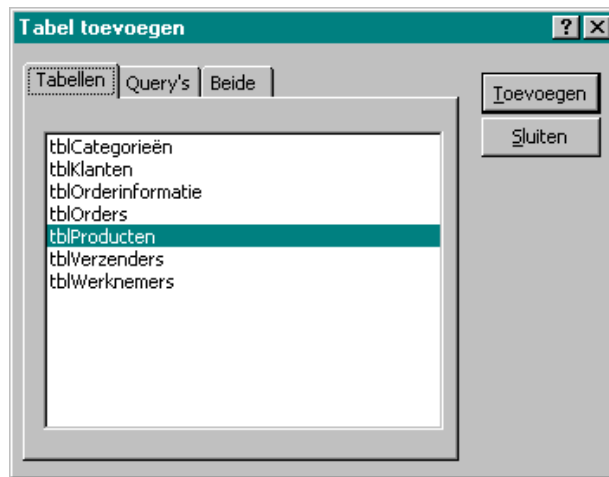 Tabel toevoegen
Tabellen Query's Beide
Toevoegen
Sluiten
tblCategorieën
tblKlanten
tblOrderinformatie
tblOrders
tblProducten
tblVerzenders
tblWerknemers